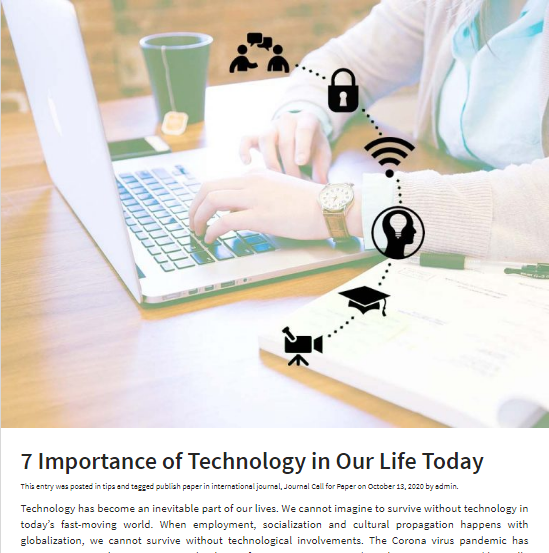 7 Importance of Technology in Our Life Today
This entry was posted in tips and tagged publish paper in international journal, Journal Call for Paper on October 13, 2020 by admin.
Technology has become an inevitable part of our lives. We cannot imagine to survive without technology in
today's fast-moving world. When employment, socialization and cultural propagation happens with
globalization, we cannot survive without technological involvements. The Corona virus pandemic has